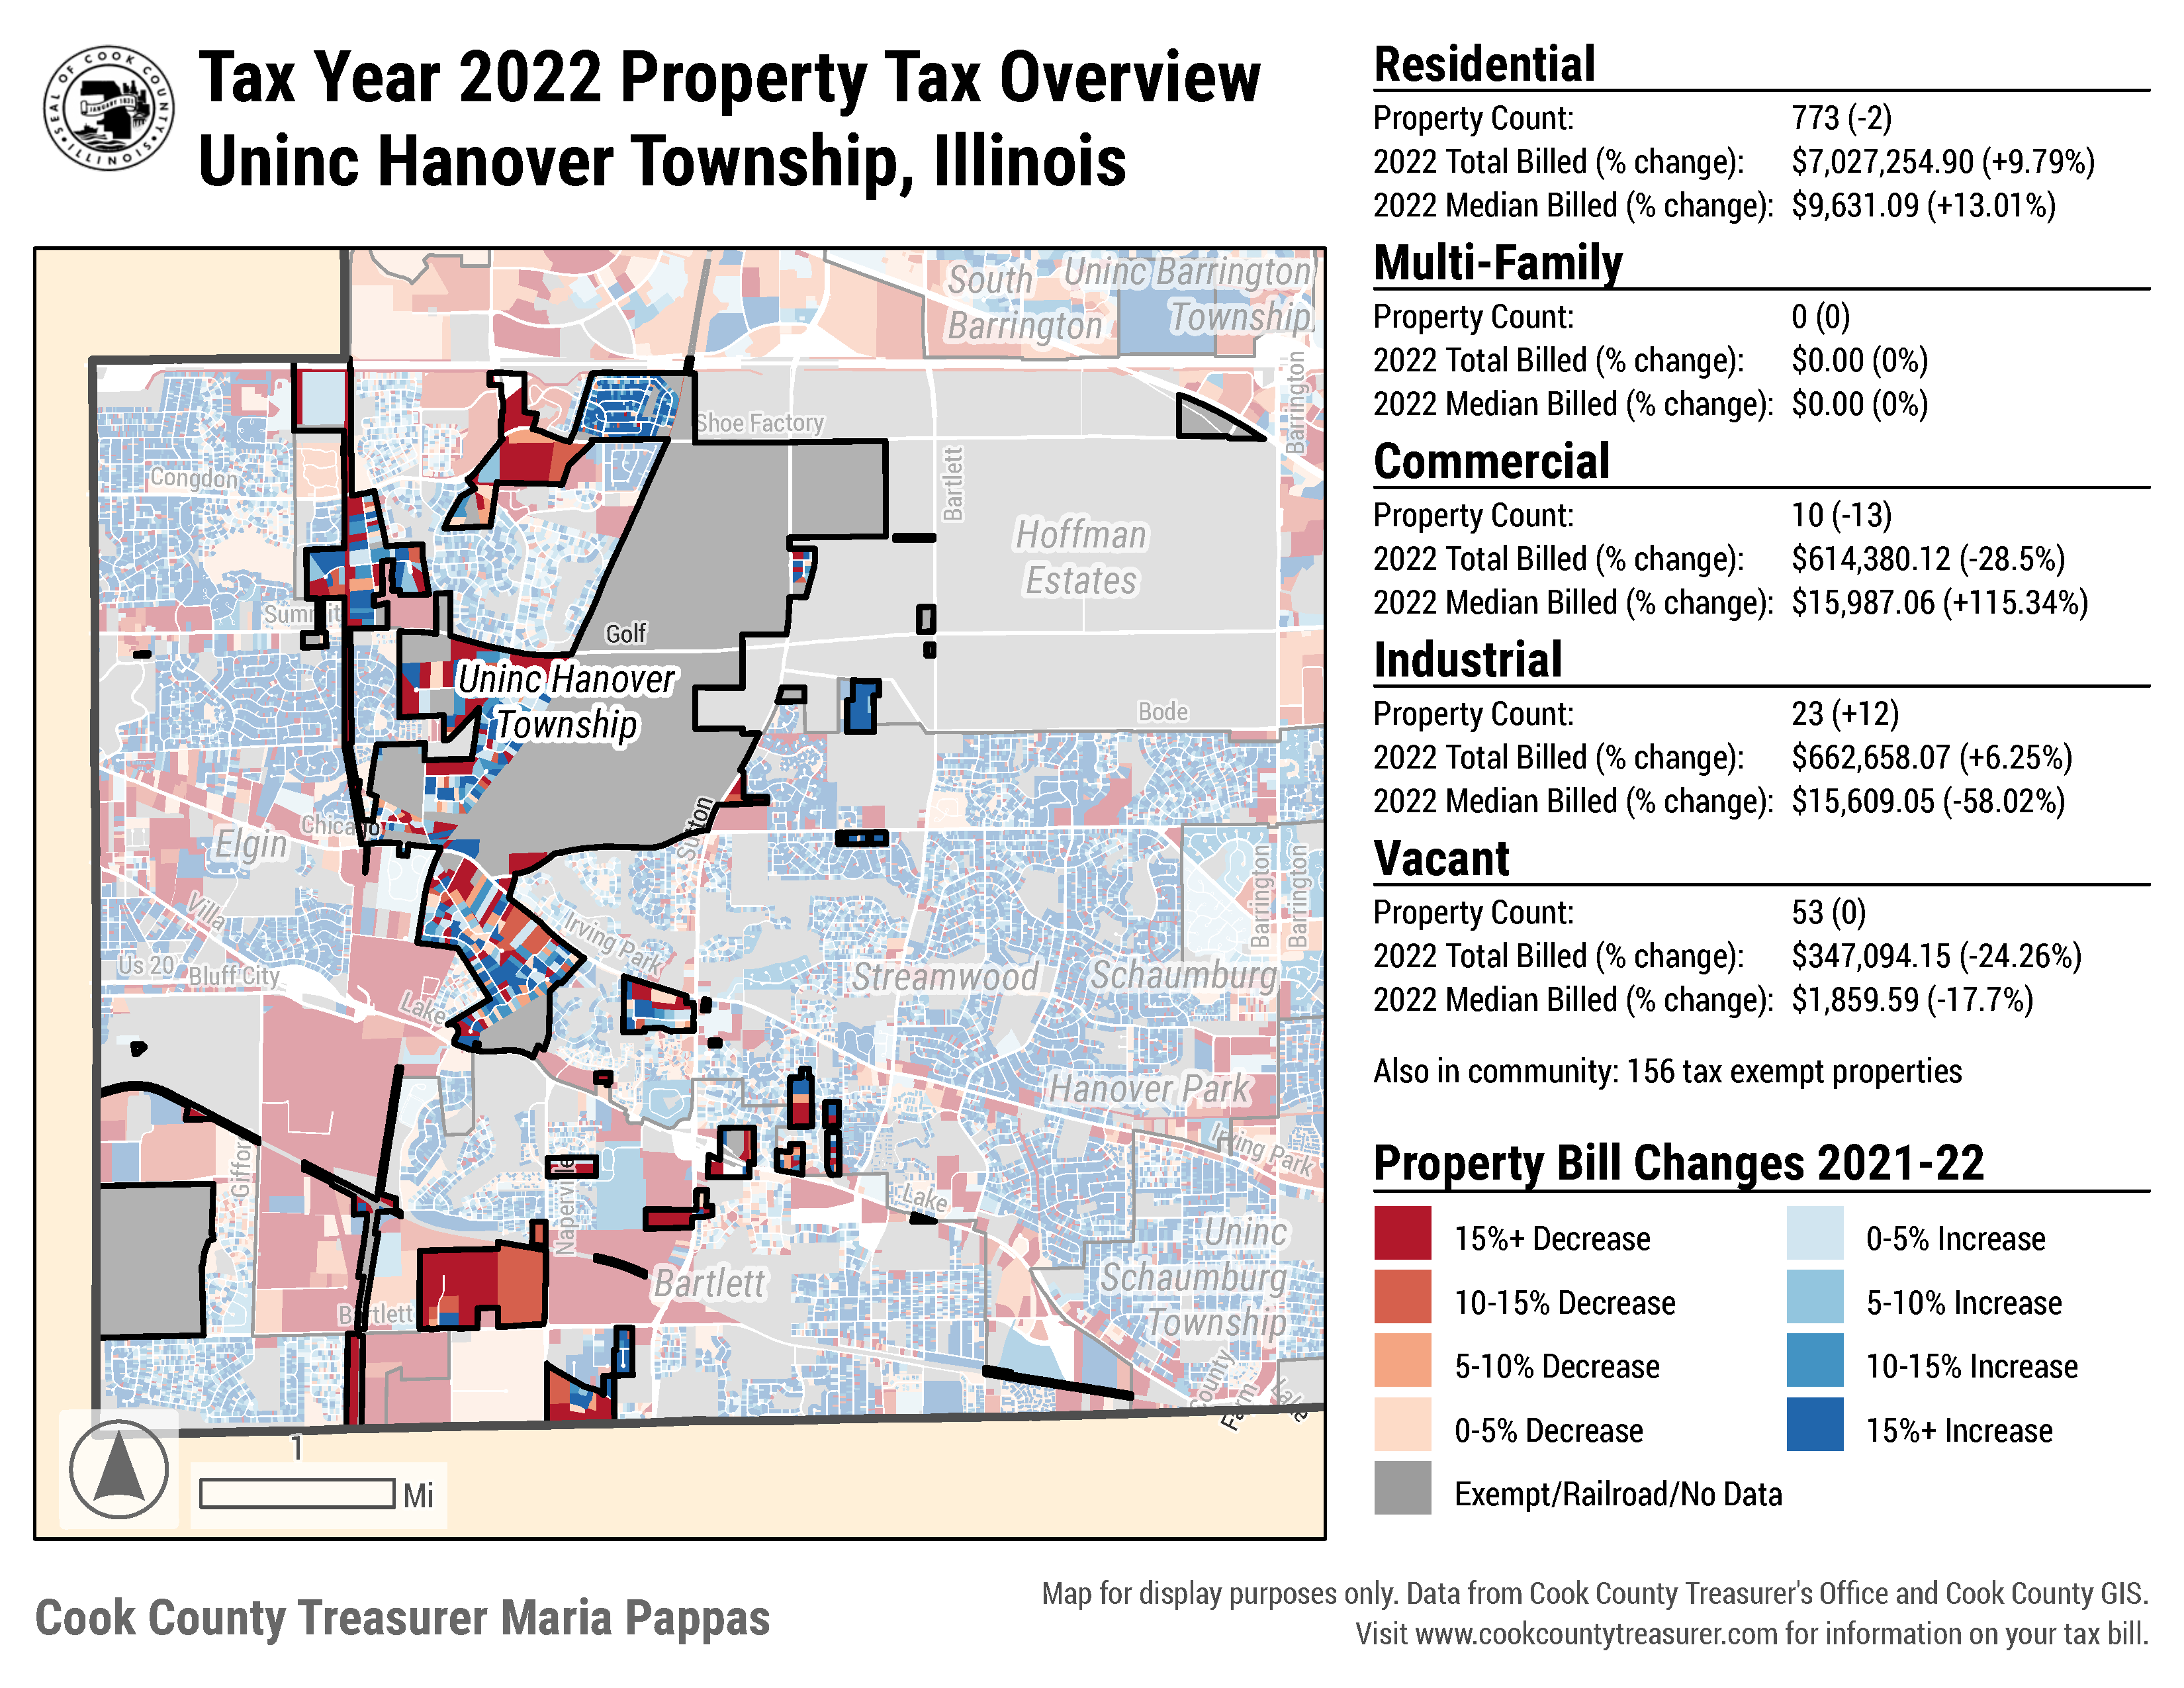 SEAL OF COOK COUNTY
ILLINOIS
JANUARY 1831
Tax Year 2022 Property Tax Overview
Uninc Hanover Township, Illinois
South
Barrington
Uninc Barrington
Township
Barrington
Shoe Factory
Congdon
Bartlett
Hoffman
Estates
Summit
Golf
Uninc Hanover
Township
Bode
Sutton
Chicago
Elgin
Barrington
Barrington
Villa
Irving Park
Us 20
Bluff City
Streamwood
Schaumburg
Lake
Hanover Park
Irving Park
Gifford
Naperville
Lake
Uninc
Schaumburg
Township
Bartlett
Bartlett
County
Farm
Lake
1
Mi
Residential
Property Count: 773 (-2)
2022 Total Billed (% change): $7,027,254.90 (+9.79%)
2022 Median Billed (% change): $9,631.09 (+13.01%)
Multi-Family
Property Count: 0 (0)
2022 Total Billed (% change): $0.00 (0%)
2022 Median Billed (% change): $0.00 (0%)
Commercial
Property Count: 10 (-13)
2022 Total Billed (% change): $614,380.12 (-28.5%)
2022 Median Billed (% change): $15,987.06 (+115.34%)
Industrial
Property Count: 23 (+12)
2022 Total Billed (% change): $662,658.07 (+6.25%)
2022 Median Billed (% change): $15,609.05 (-58.02%)
Vacant
Property Count: 53 (0)
2022 Total Billed (% change): $347,094.15 (-24.26%)
2022 Median Billed (% change): $1,859.59 (-17.7%)
Also in community: 156 tax exempt properties
Property Bill Changes 2021-22
15%+ Decrease
10-15% Decrease
5-10% Decrease
0-5% Decrease
Exempt/Railroad/No Data
0-5% Increase
5-10% Increase
10-15% Increase
15%+ Increase
Cook County Treasurer Maria Pappas
Map for display purposes only. Data from Cook County Treasurer's Office and Cook County GIS.
Visit www.cookcountytreasurer.com for information on your tax bill.